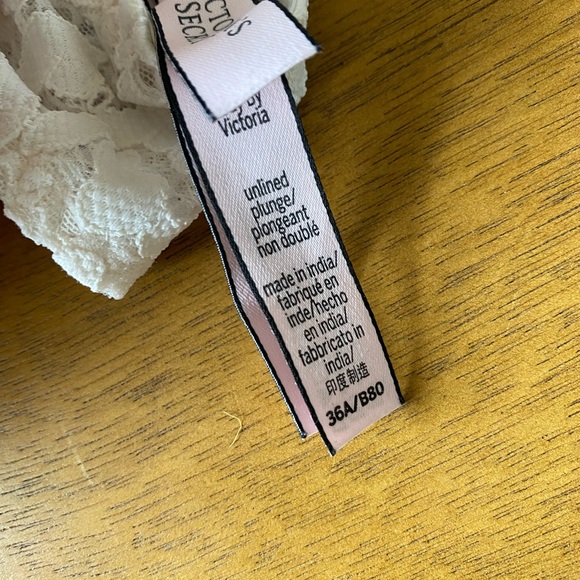 Victoria
unlined
plunge/
plongeant
non doublé
made in india/
fabriqué en
inde/hecho
en india/
fabbricato in
india/
印度制造
36A/B80